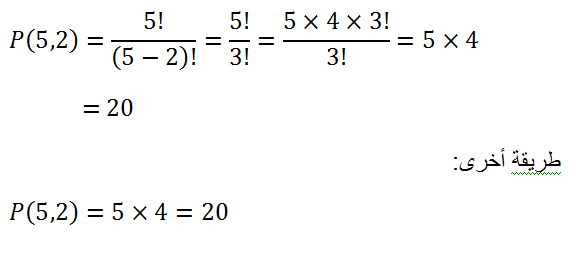 P(5,2) = 5!/(5 − 2)! = 5!/3! = (5 × 4 × 3!)/3! = 5 × 4
= 20
طريقة أخرى:
P(5,2) = 5 × 4 = 20